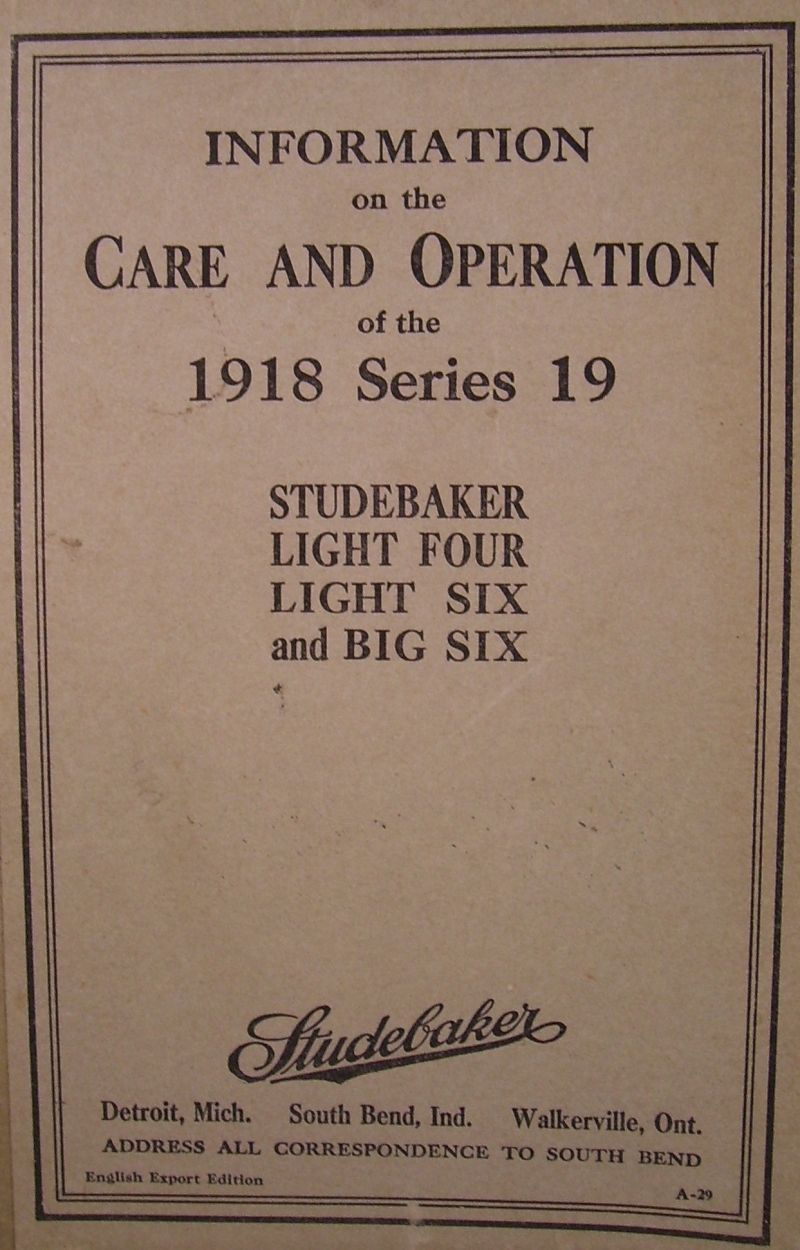 INFORMATION
on the
CARE AND OPERATION
of the
1918 Series 19
STUDEBAKER
LIGHT FOUR
LIGHT SIX
and BIG SIX
Studebaker
Detroit, Mich. South Bend, Ind. Walkerville, Ont.
ADDRESS ALL CORRESPONDENCE TO SOUTH BEND
English Export Edition
A-29